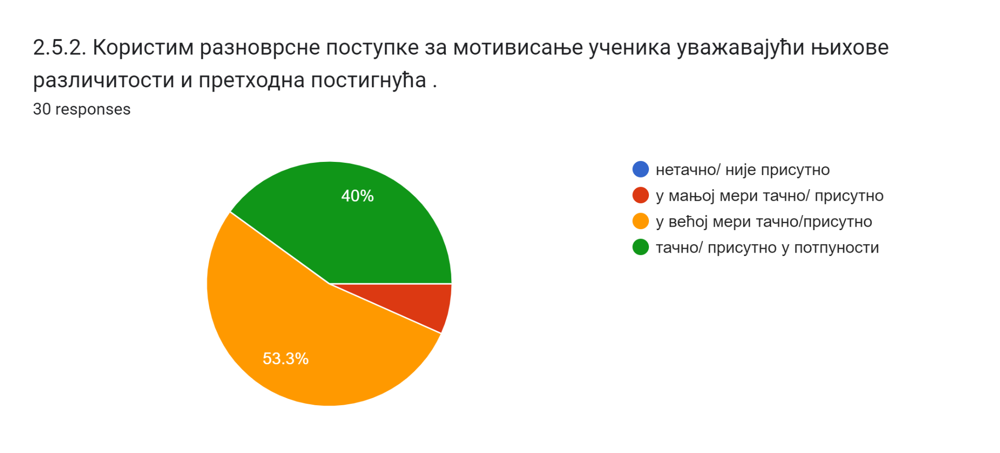 2.5.2. Користим разноврсне поступке за мотивисање ученика уважавајући њихове
различитости и претходна постигнућа .
30 responses
40%
53.3%
нетачно/ није присутно
у мањој мери тачно/ присутно
у већој мери тачно/присутно
тачно/ присутно у потпуности